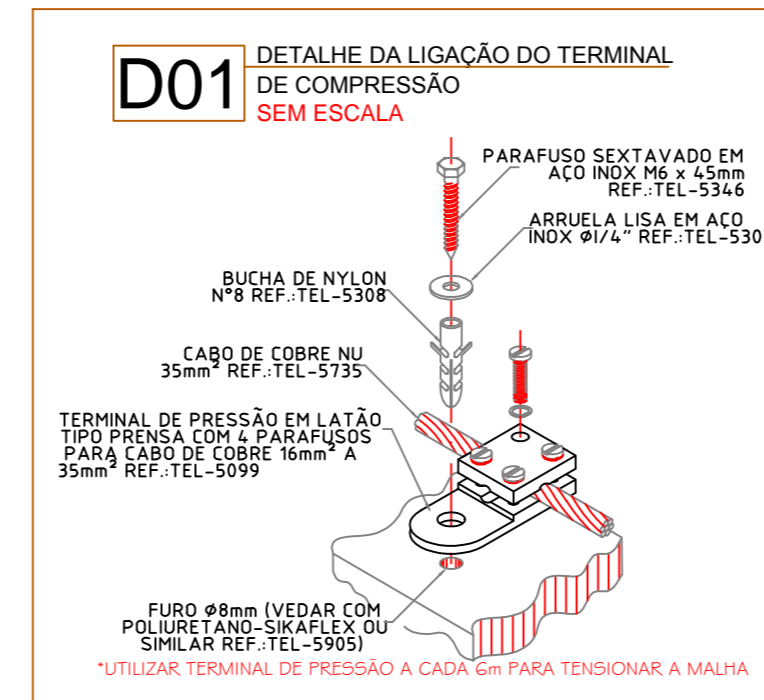 D01
DETALHE DA LIGAÇÃO DO TERMINAL
DE COMPRESSÃO
SEM ESCALA
PARAFUSO SEXTAVADO EM
AÇO INOX M6 x 45mm
REF.:TEL-5346
ARRUELA LISA EM AÇO
INOX Ø1/4" REF.:TEL-530
BUCHA DE NYLON
N°8 REF.:TEL-5308
CABO DE COBRE NU
35mm² REF.:TEL-5735
TERMINAL DE PRESSÃO EM LATÃO
TIPO PRENSA COM 4 PARAFUSOS
PARA CABO DE COBRE 16mm² A
35mm² REF.:TEL-5099
FURO Ø8mm (VEDAR COM
POLIURETANO-SIKAFLEX OU
SIMILAR REF.:TEL-5905)
*UTILIZAR TERMINAL DE PRESSÃO A CADA 6m PARA TENSIONAR A MALHA